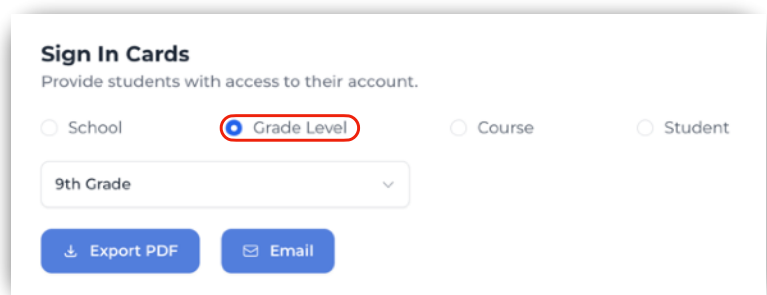 Sign In Cards
Provide students with access to their account.
School Grade Level Course Student
9th Grade
Export PDF Email